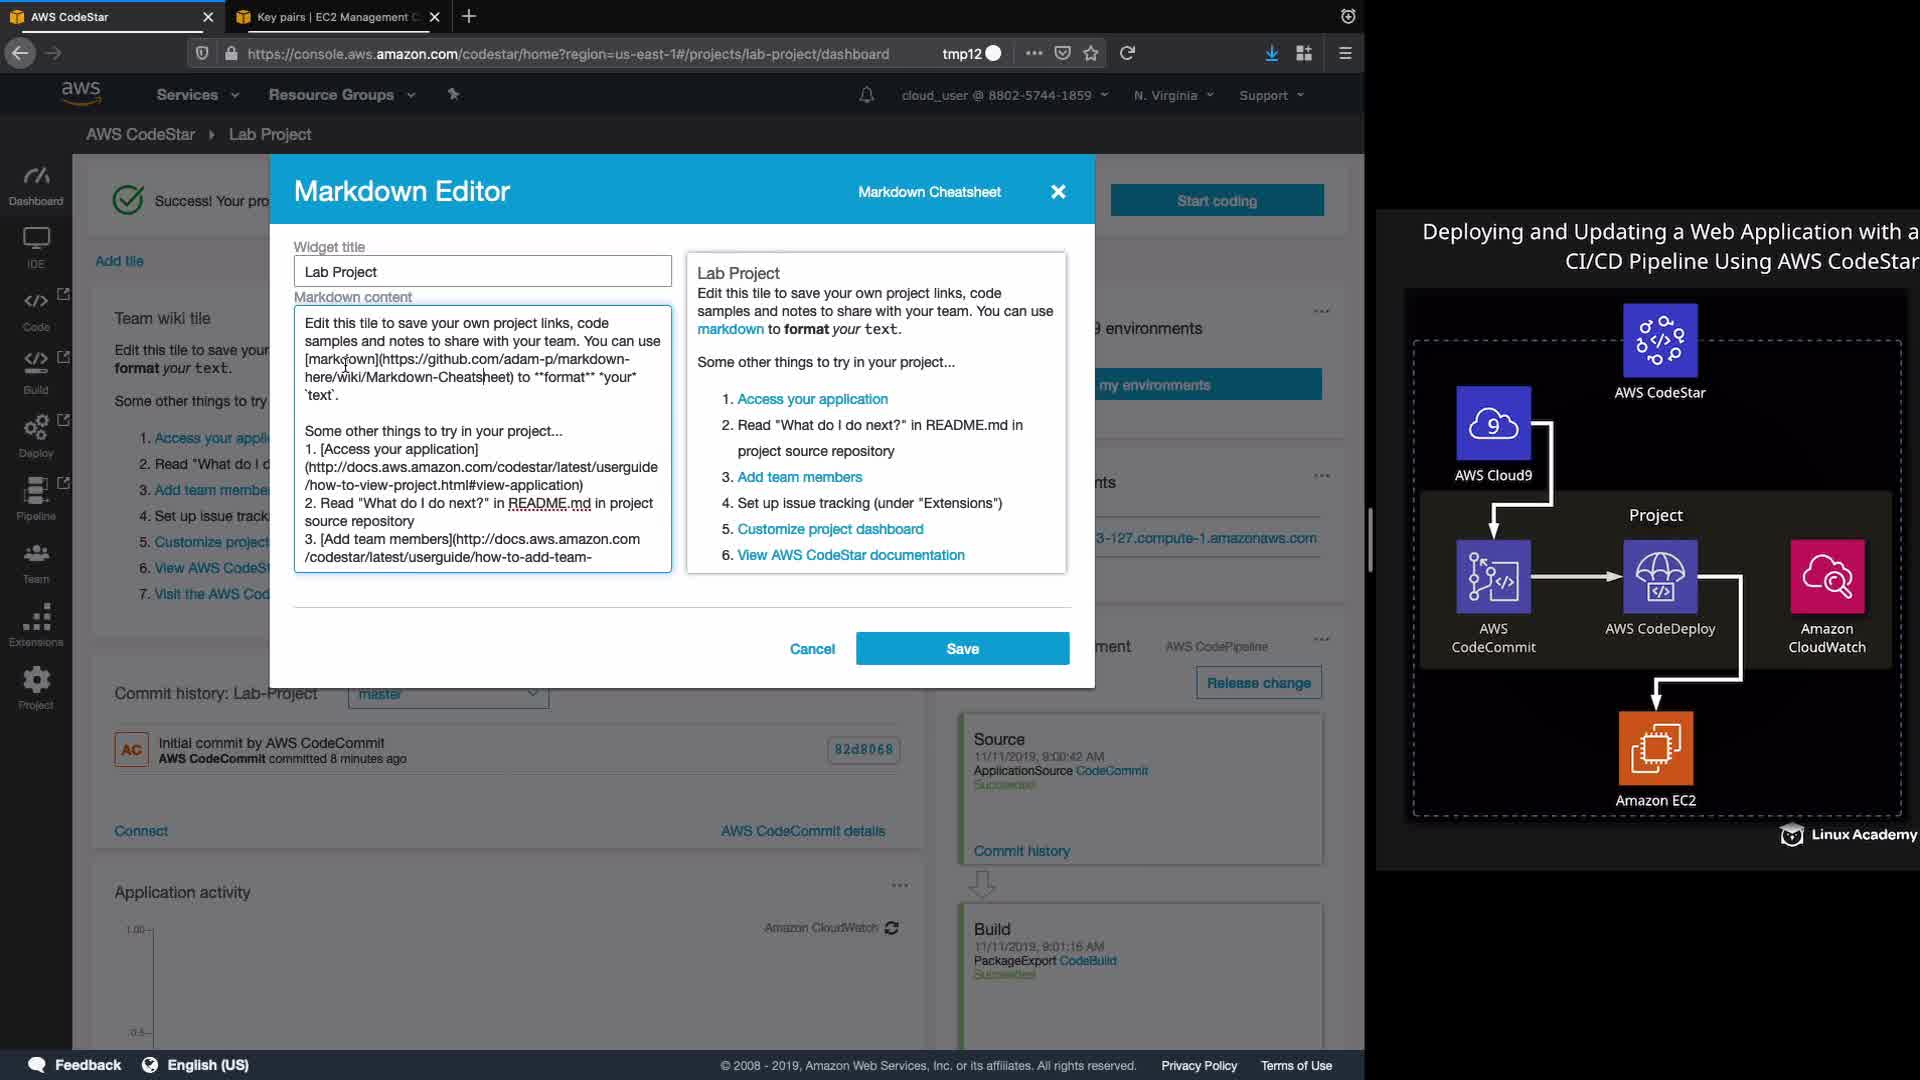 AWS CodeStar
Key pairs | EC2 Management C
https://console.aws.amazon.com/codestar/home?region=us-east-1#/projects/lab-project/dashboard
tmp12
aws
Services
Resource Groups
cloud_user @ 8802-5744-1859
N. Virginia
Support
AWS CodeStar
Lab Project
Dashboard
IDE
Code
Build
Deploy
Pipeline
Team
Extensions
Project
Success! Your pro
Start coding
Add tile
Team wiki tile
Edit this tile to save your
format your text.
Some other things to try
1. Access your appli
2. Read "What do I d
3. Add team membe
4. Set up issue track
5. Customize project
6. View AWS CodeSt
7. Visit the AWS Cod
9 environments
my environments
nts
3-127.compute-1.amazonaws.com
Markdown Editor
Markdown Cheatsheet
Widget title
Lab Project
Markdown content
Edit this tile to save your own project links, code
samples and notes to share with your team. You can use
[markdown](https://github.com/adam-p/markdown-
here/wiki/Markdown-Cheatsheet) to **format** *your*
`text`.
Some other things to try in your project...
1. [Access your application]
(http://docs.aws.amazon.com/codestar/latest/userguide
/how-to-view-project.html#view-application)
2. Read "What do I do next?" in README.md in project
source repository
3. [Add team members](http://docs.aws.amazon.com
/codestar/latest/userguide/how-to-add-team-
Lab Project
Edit this tile to save your own project links, code
samples and notes to share with your team. You can use
markdown to format your text.
Some other things to try in your project...
1. Access your application
2. Read "What do I do next?" in README.md in
project source repository
3. Add team members
4. Set up issue tracking (under "Extensions")
5. Customize project dashboard
6. View AWS CodeStar documentation
Cancel
Save
Commit history: Lab-Project
master
AC
Initial commit by AWS CodeCommit
AWS CodeCommit committed 8 minutes ago
82d8068
Connect
AWS CodeCommit details
Application activity
Amazon CloudWatch
1.00
0.5
ment
AWS CodePipeline
Release change
Source
11/11/2019, 9:00:42 AM
ApplicationSource CodeCommit
Succeeded
Commit history
Build
11/11/2019, 9:01:16 AM
PackageExport CodeBuild
Succeeded
Feedback
English (US)
© 2008 - 2019, Amazon Web Services, Inc. or its affiliates. All rights reserved.
Privacy Policy
Terms of Use
Deploying and Updating a Web Application with a
CI/CD Pipeline Using AWS CodeStar
AWS CodeStar
9
AWS Cloud9
Project
AWS
CodeCommit
AWS CodeDeploy
Amazon
CloudWatch
Amazon EC2
Linux Academy